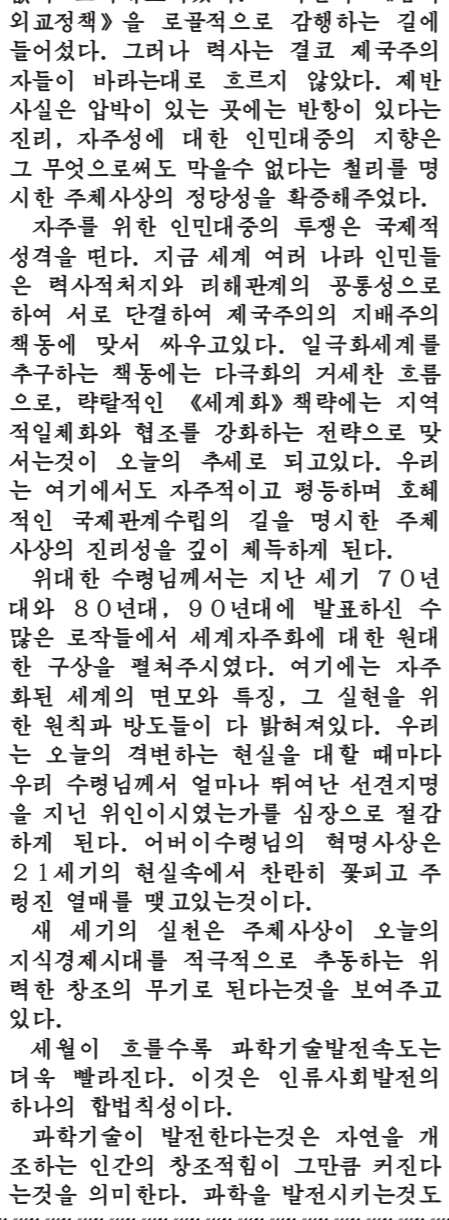 외교정책》을 로골적으로 감행하는 길에
들어섰다. 그러나 력사는 결코 제국주의
자들이 바라는대로 흐르지 않았다. 제반
사실은 압박이 있는 곳에는 반항이 있다는
진리, 자주성에 대한 인민대중의 지향은
그 무엇으로써도 막을수 없다는 철리를 명
시한 주체사상의 정당성을 확증해주었다.
자주를 위한 인민대중의 투쟁은 국제적
성격을 띤다. 지금 세계 여러 나라 인민들
은 력사적처지와 리해관계의 공통성으로
하여 서로 단결하여 제국주의의 지배주의
책동에 맞서 싸우고있다. 일극화세계를
추구하는 책동에는 다극화의 거세찬 흐름
으로, 략탈적인 《세계화》책략에는 지역
적일체화와 협조를 강화하는 전략으로 맞
서는것이 오늘의 추세로 되고있다. 우리
는 여기에서도 자주적이고 평등하며 호혜
적인 국제관계수립의 길을 명시한 주체
사상의 진리성을 깊이 체득하게 된다.
위대한 수령님께서는 지난 세기 70년
대와 80년대, 90년대에 발표하신 수
많은 로작들에서 세계자주화에 대한 원대
한 구상을 펼쳐주시였다. 여기에는 자주
화된 세계의 면모와 특징, 그 실현을 위
한 원칙과 방도들이 다 밝혀져있다. 우리
는 오늘의 격변하는 현실을 대할 때마다
우리 수령님께서 얼마나 뛰여난 선견지명
을 지닌 위인이시였는가를 심장으로 절감
하게 된다. 어버이수령님의 혁명사상은
21세기의 현실속에서 찬란히 꽃피고 주
렁진 열매를 맺고있는것이다.
새 세기의 실천은 주체사상이 오늘의
지식경제시대를 적극적으로 추동하는 위
력한 창조의 무기로 된다는것을 보여주고
있다.
세월이 흐를수록 과학기술발전속도는
더욱 빨라진다. 이것은 인류사회발전의
하나의 합법칙성이다.
과학기술이 발전한다는것은 자연을 개
조하는 인간의 창조적힘이 그만큼 커진다
는것을 의미한다. 과학을 발전시키는것도